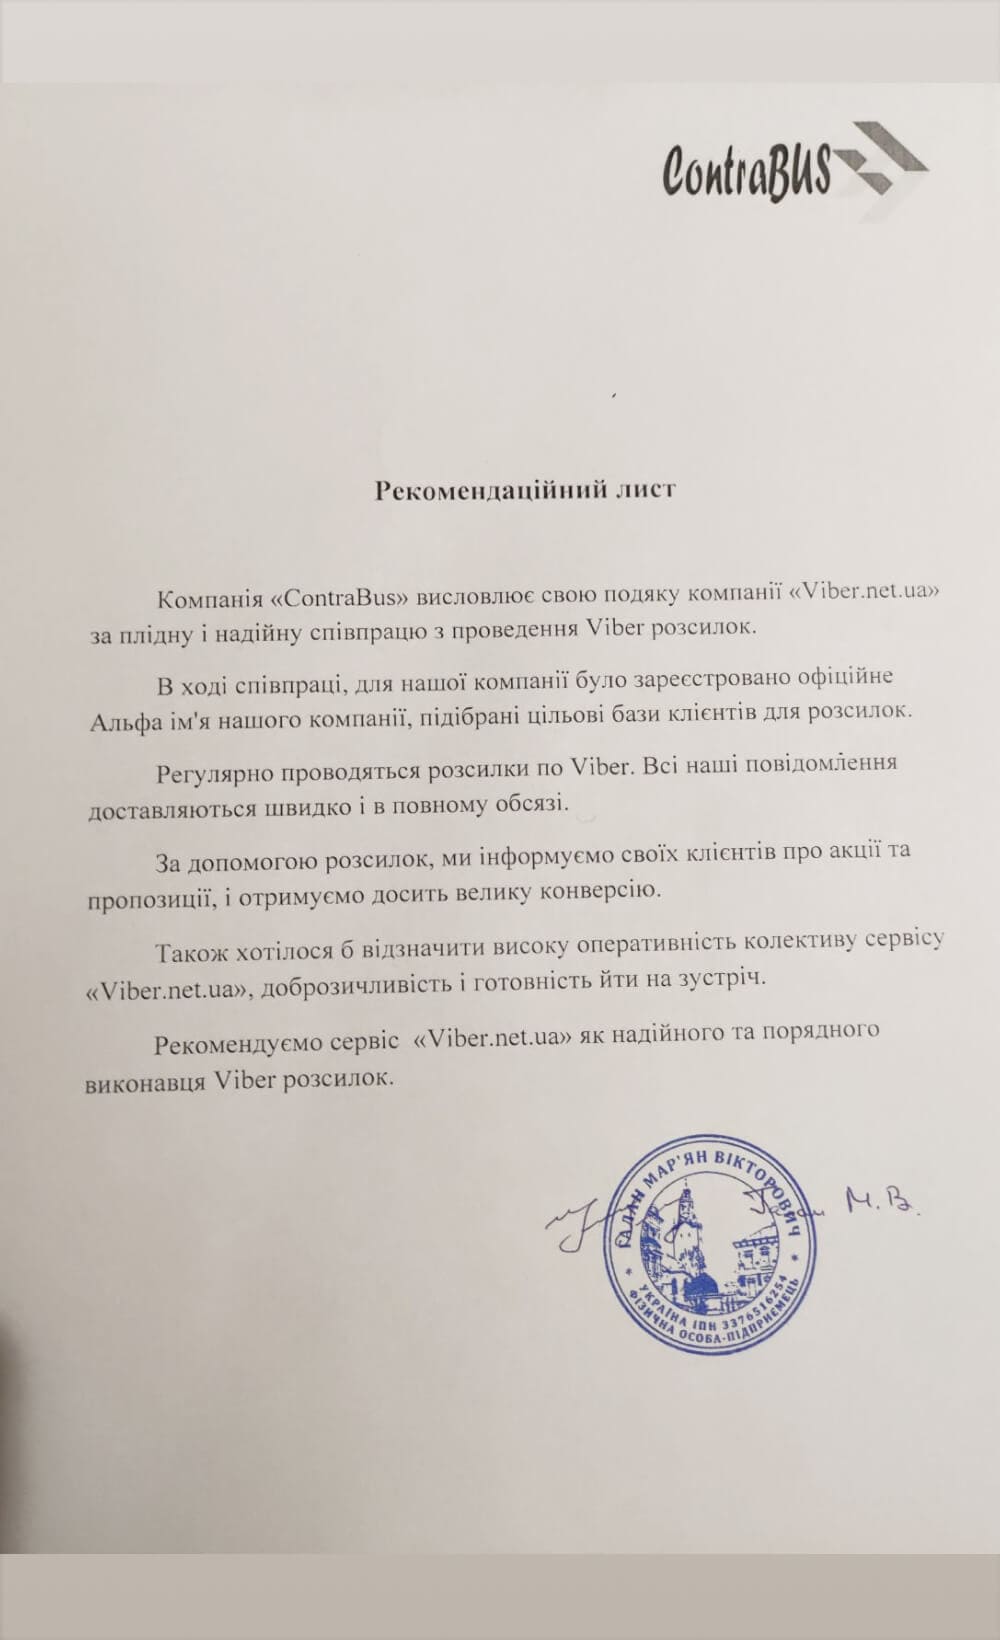 ContraBUS
Рекомендаційний лист
Компанія «ContraBus» висловлює свою подяку компанії «Viber.net.ua»
за плідну і надійну співпрацю з проведення Viber розсилок.
В ході співпраці, для нашої компанії було зареєстровано офіційне
Альфа ім'я нашого компанії, підібрані цільові бази клієнтів для розсилок.
Регулярно проводяться розсилки по Viber. Всі наші повідомлення
доставляються швидко і в повному обсязі.
За допомогою розсилок, ми інформуємо своїх клієнтів про акції та
пропозиції, і отримуємо досить велику конверсію.
Також хотілося б відзначити високу оперативність колективу сервісу
«Viber.net.ua», доброзичливість і готовність йти на зустріч.
Рекомендуємо сервіс «Viber.net.ua» як надійного та порядного
виконавця Viber розсилок.
ГАЛАН МАР'ЯН ВІКТОРОВИЧ
Галан М.В.
* УКРАЇНА ІПН 3376516254 *
ФІЗИЧНА ОСОБА-ПІДПРИЄМЕЦЬ